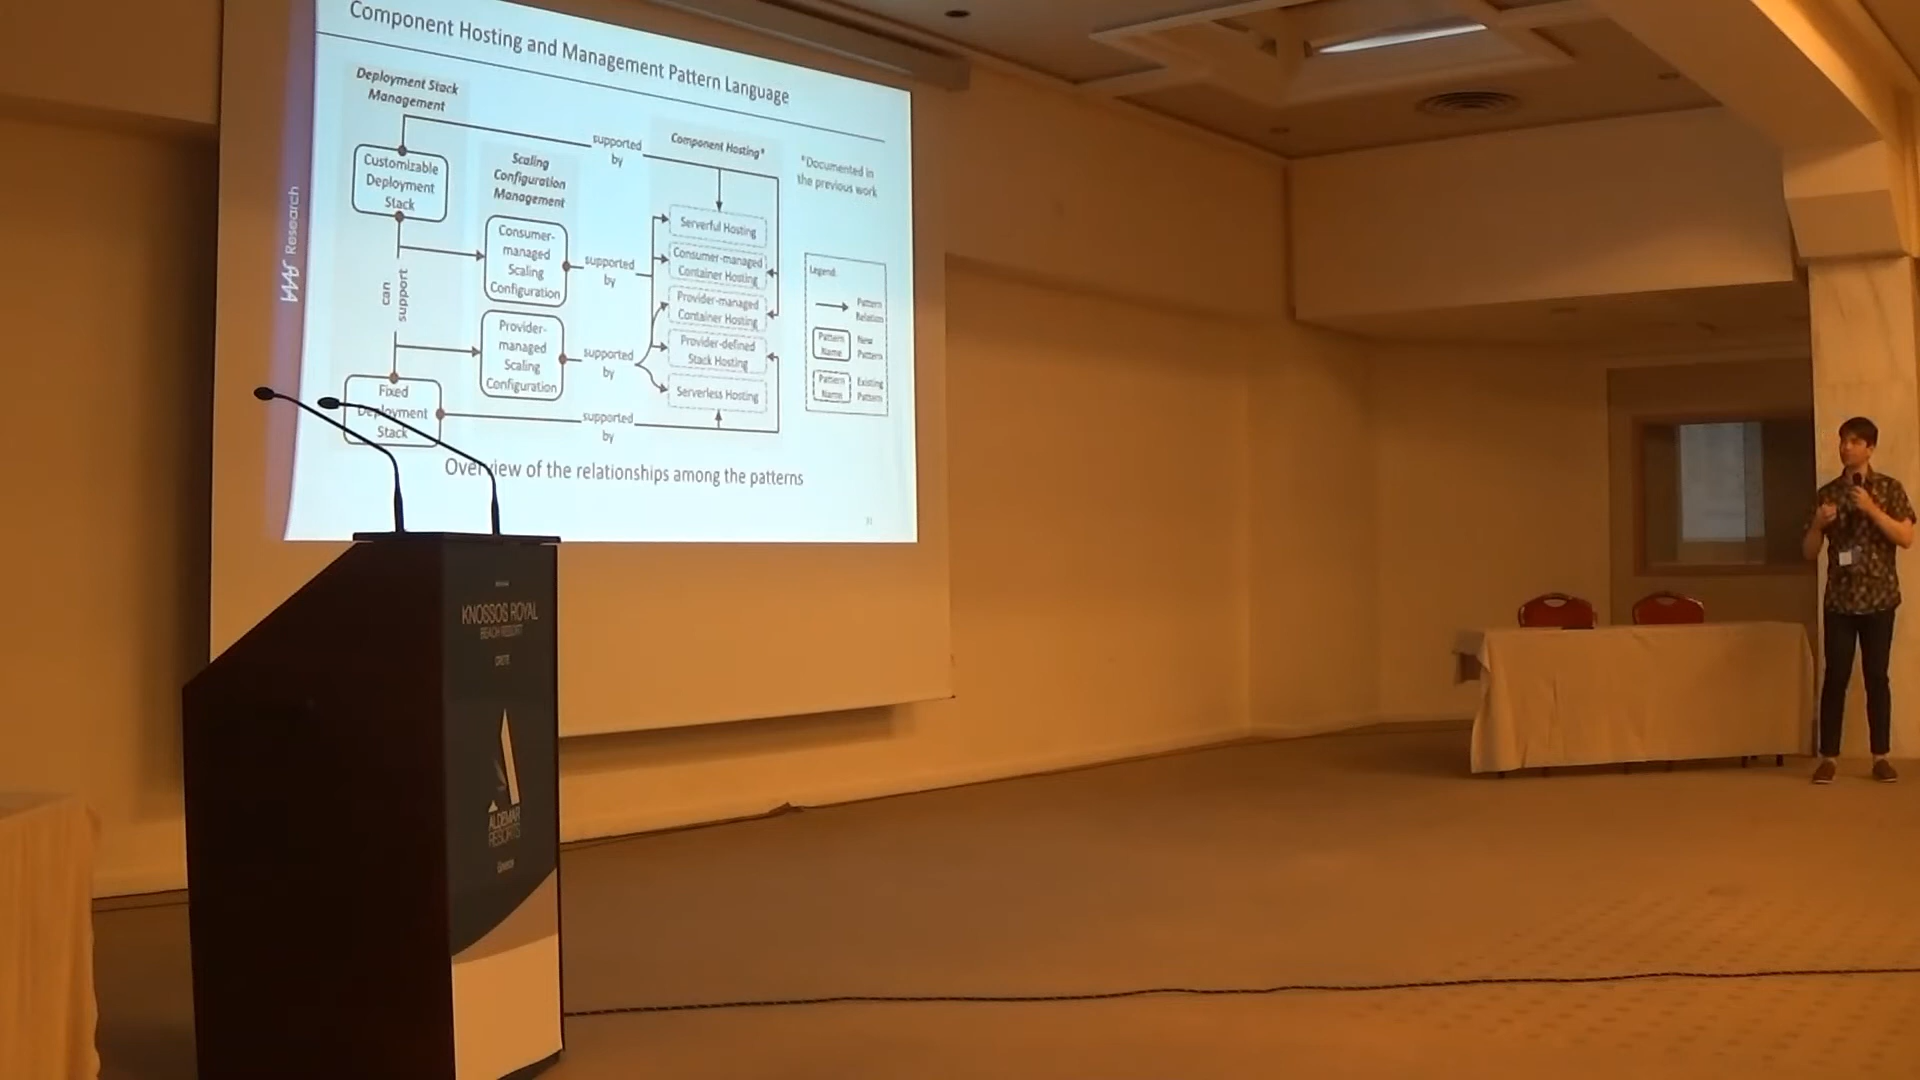 Component Hosting and Management Pattern Language
Deployment Stack
Management
Customizable
Deployment
Stack
can
support
Fixed
Deployment
Stack
Scaling
Configuration
Management
Consumer-
managed
Scaling
Configuration
Provider-
managed
Scaling
Configuration
supported
by
supported
by
supported
by
supported
by
Component Hosting*
Serverful Hosting
Consumer-managed
Container Hosting
Provider-managed
Container Hosting
Provider-defined
Stack Hosting
Serverless Hosting
*Documented in
the previous work
Legend:
Pattern
Relation
Pattern
Name
New
Pattern
Pattern
Name
Existing
Pattern
Overview of the relationships among the patterns
Research
KNOSSOS ROYAL
BEACH RESORT
CRETE
ALDEMAR
RESORTS